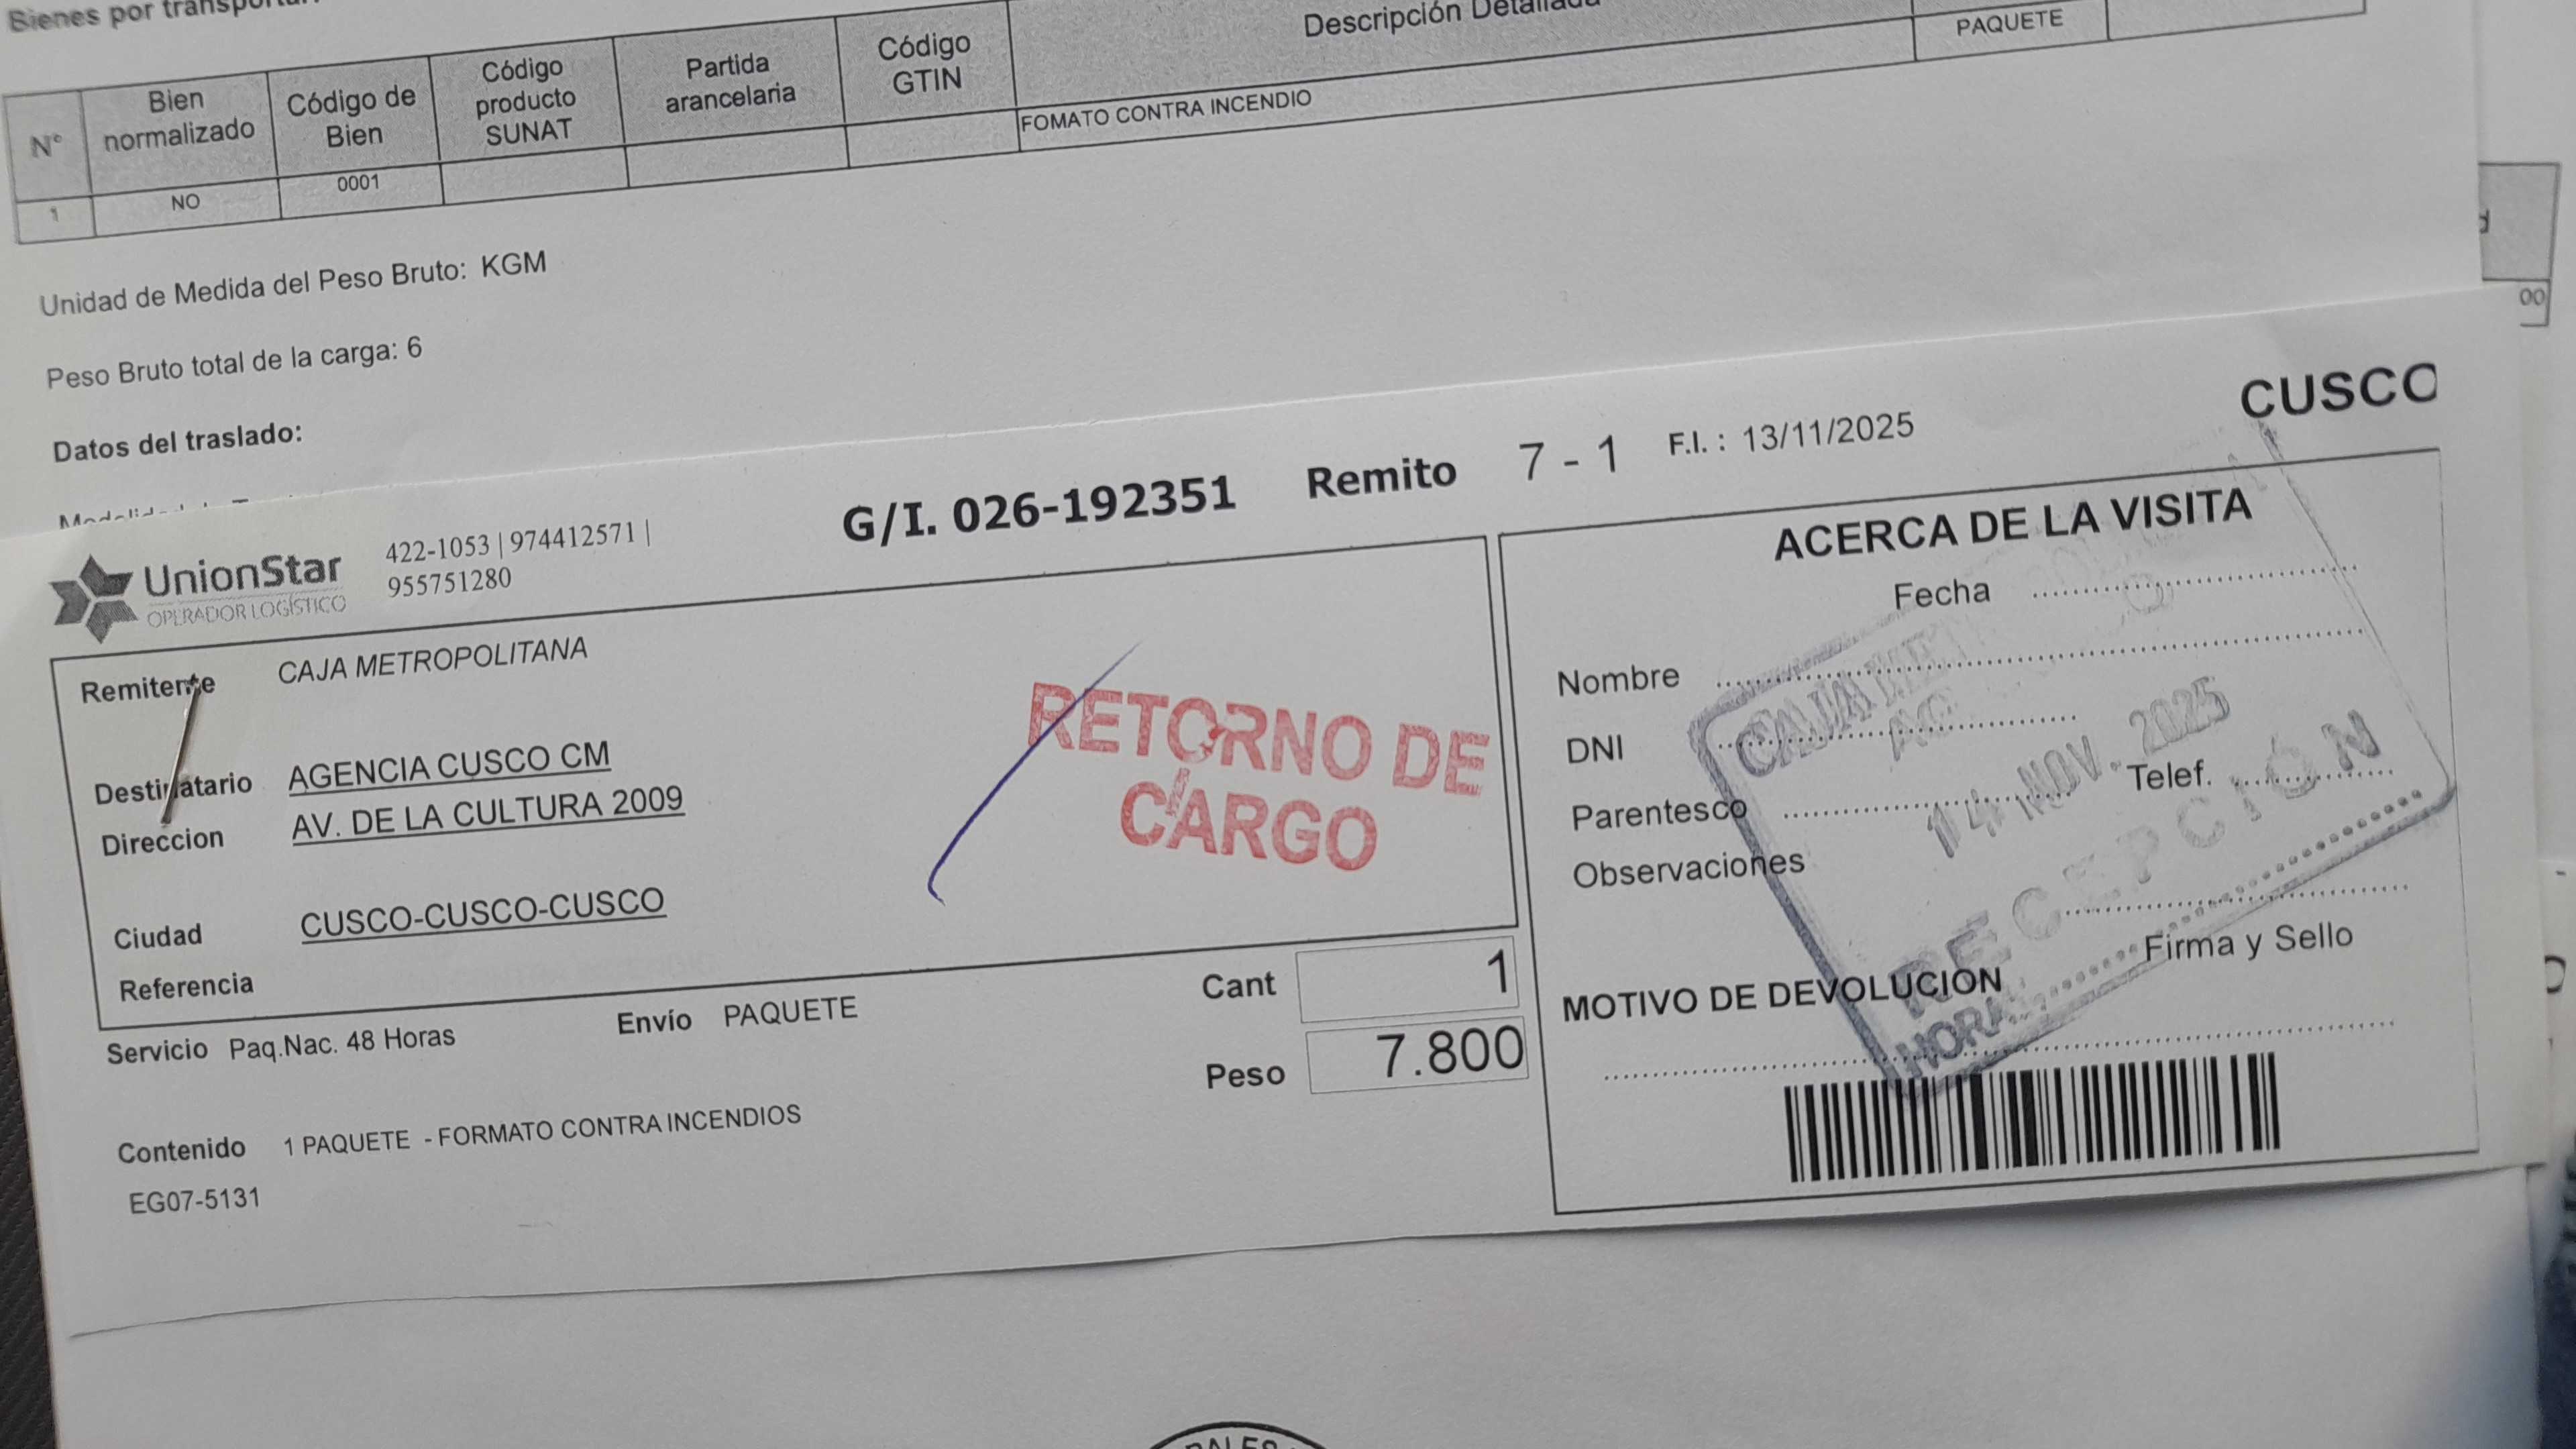 Bienes por transportar
N°
Bien normalizado
Código de Bien
Código producto SUNAT
Partida arancelaria
Código GTIN
Descripción Detallada
1
NO
0001
FOMATO CONTRA INCENDIO
PAQUETE
Unidad de Medida del Peso Bruto: KGM
Peso Bruto total de la carga: 6
Datos del traslado:
00
UnionStar
OPERADOR LOGÍSTICO
422-1053 | 974412571 |
955751280
G/I. 026-192351 Remito 7 - 1 F.I. : 13/11/2025
CUSCO
Remitente CAJA METROPOLITANA
Destinatario AGENCIA CUSCO CM
Direccion AV. DE LA CULTURA 2009
Ciudad CUSCO-CUSCO-CUSCO
Referencia
RETORNO DE
CARGO
Servicio Paq.Nac. 48 Horas
Envío PAQUETE
Cant 1
Peso 7.800
Contenido 1 PAQUETE - FORMATO CONTRA INCENDIOS
EG07-5131
ACERCA DE LA VISITA
Fecha
Nombre
DNI
Parentesco
Telef.
Observaciones
Firma y Sello
MOTIVO DE DEVOLUCION
CAJA
14 NOV. 2025
RECEPCIÓN
HORA: